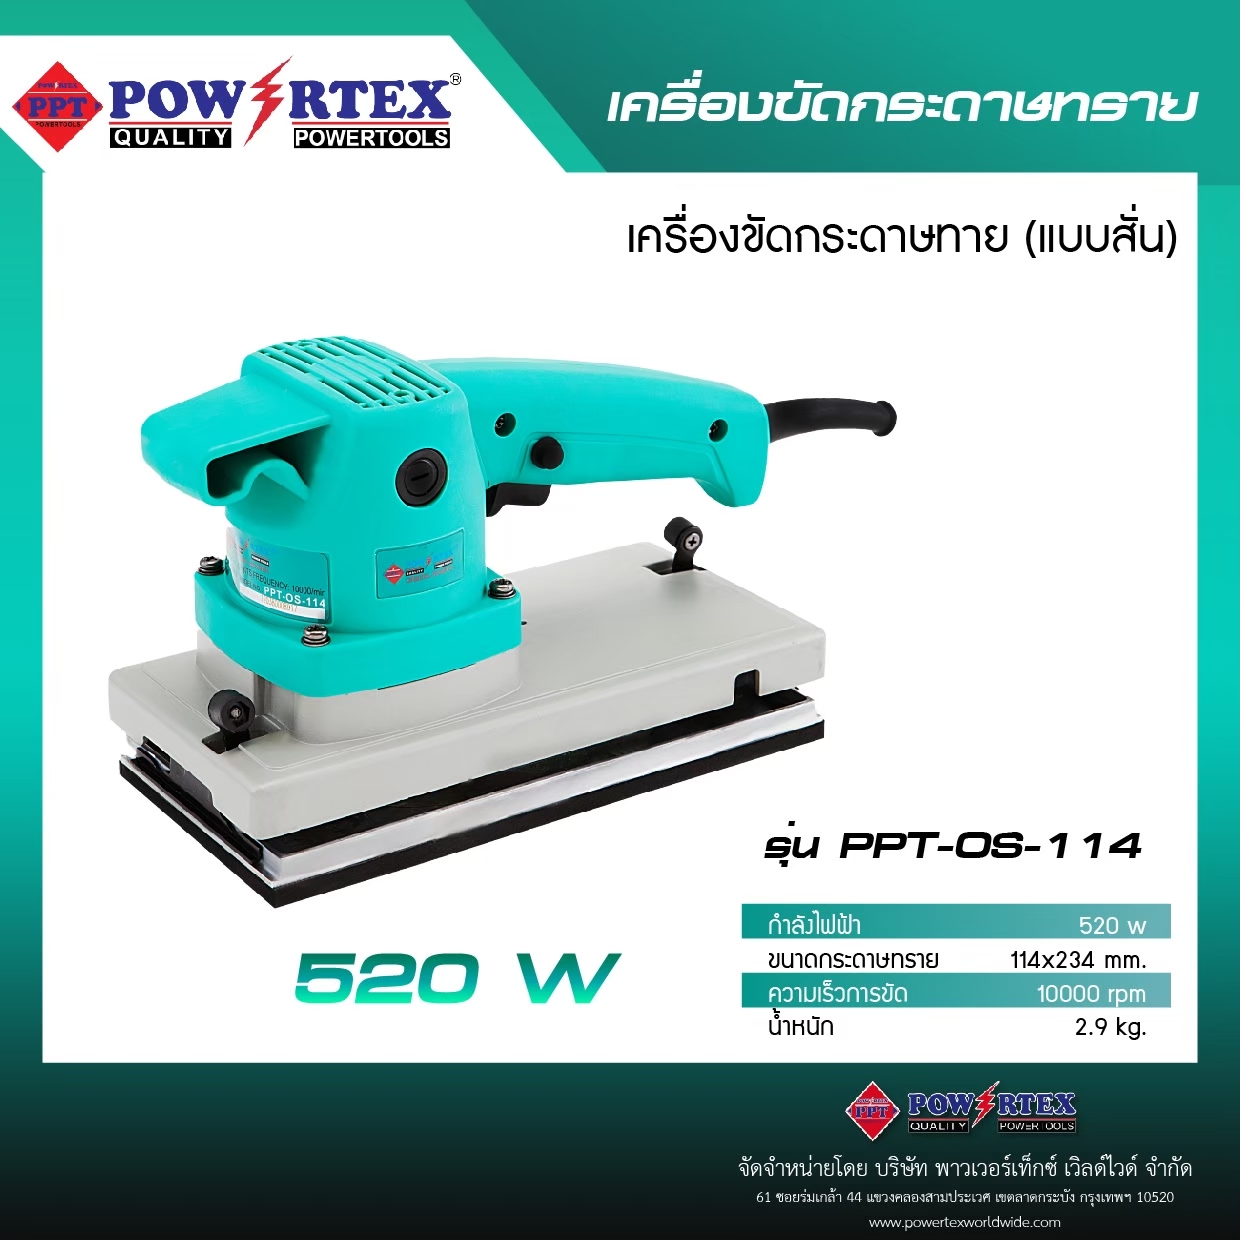 POWERTEX®
PPT
QUALITY POWERTOOLS
เครื่องขัดกระดาษทราย
เครื่องขัดกระดาษทาย (แบบสั่น)
FREQUENCY: 10000/min
PPT-OS-114
รุ่น PPT-OS-114
520 W
กำลังไฟฟ้า 520 w
ขนาดกระดาษทราย 114x234 mm.
ความเร็วการขัด 10000 rpm
น้ำหนัก 2.9 kg.
PPT POWERTEX
QUALITY POWERTOOLS
จัดจำหน่ายโดย บริษัท พาวเวอร์เท็กซ์ เวิลด์ไวด์ จำกัด
61 ซอยร่มเกล้า 44 แขวงคลองสามประเวศ เขตลาดกระบัง กรุงเทพฯ 10520
www.powertexworldwide.com